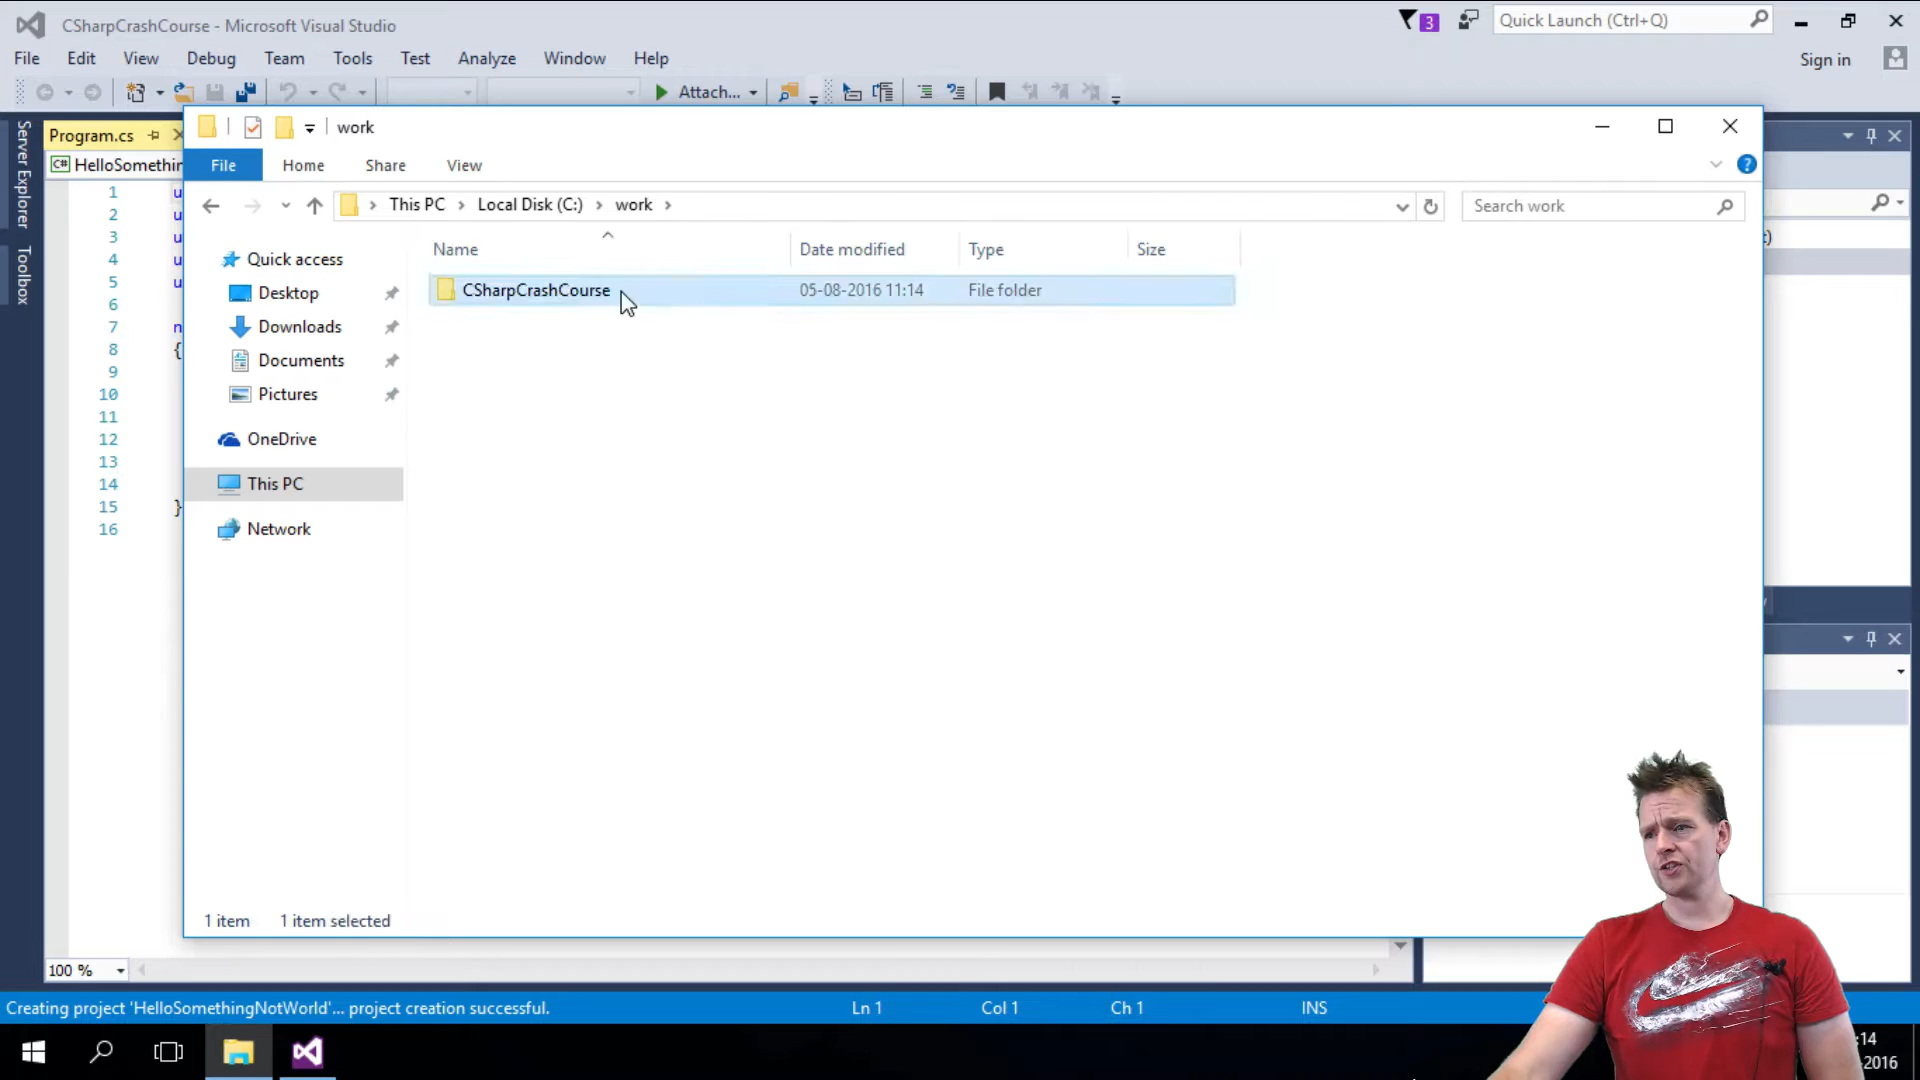 CSharpCrashCourse - Microsoft Visual Studio
3
Quick Launch (Ctrl+Q)
File Edit View Debug Team Tools Test Analyze Window Help
Sign in
Attach...
Server Explorer
Toolbox
Program.cs
C# HelloSomethin
work
File Home Share View
This PC > Local Disk (C:) > work >
Search work
Name Date modified Type Size
CSharpCrashCourse 05-08-2016 11:14 File folder
Quick access
Desktop
Downloads
Documents
Pictures
OneDrive
This PC
Network
1 u
2 u
3 u
4 u
5 u
6
7 n
8 {
9
10
11
12
13
14
15 }
16
1 item 1 item selected
100 %
Creating project 'HelloSomethingNotWorld'... project creation successful.
Ln 1 Col 1 Ch 1 INS
:14
2016